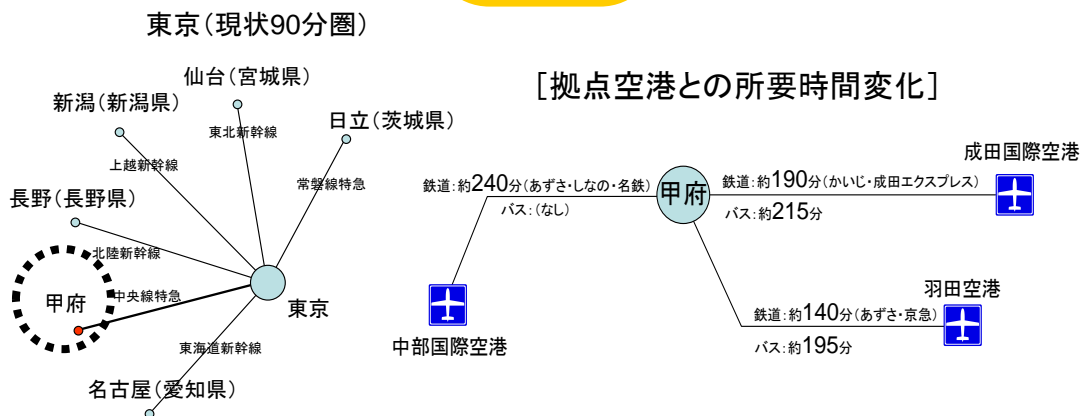 東京（現状90分圏）
仙台（宮城県）
新潟（新潟県）
日立（茨城県）
東北新幹線
上越新幹線
常磐線特急
長野（長野県）
北陸新幹線
甲府
中央線特急
東京
東海道新幹線
名古屋（愛知県）
［拠点空港との所要時間変化］
成田国際空港
鉄道：約240分（あずさ・しなの・名鉄）
バス：（なし）
甲府
鉄道：約190分（かいじ・成田エクスプレス）
バス：約215分
羽田空港
鉄道：約140分（あずさ・京急）
バス：約195分
中部国際空港